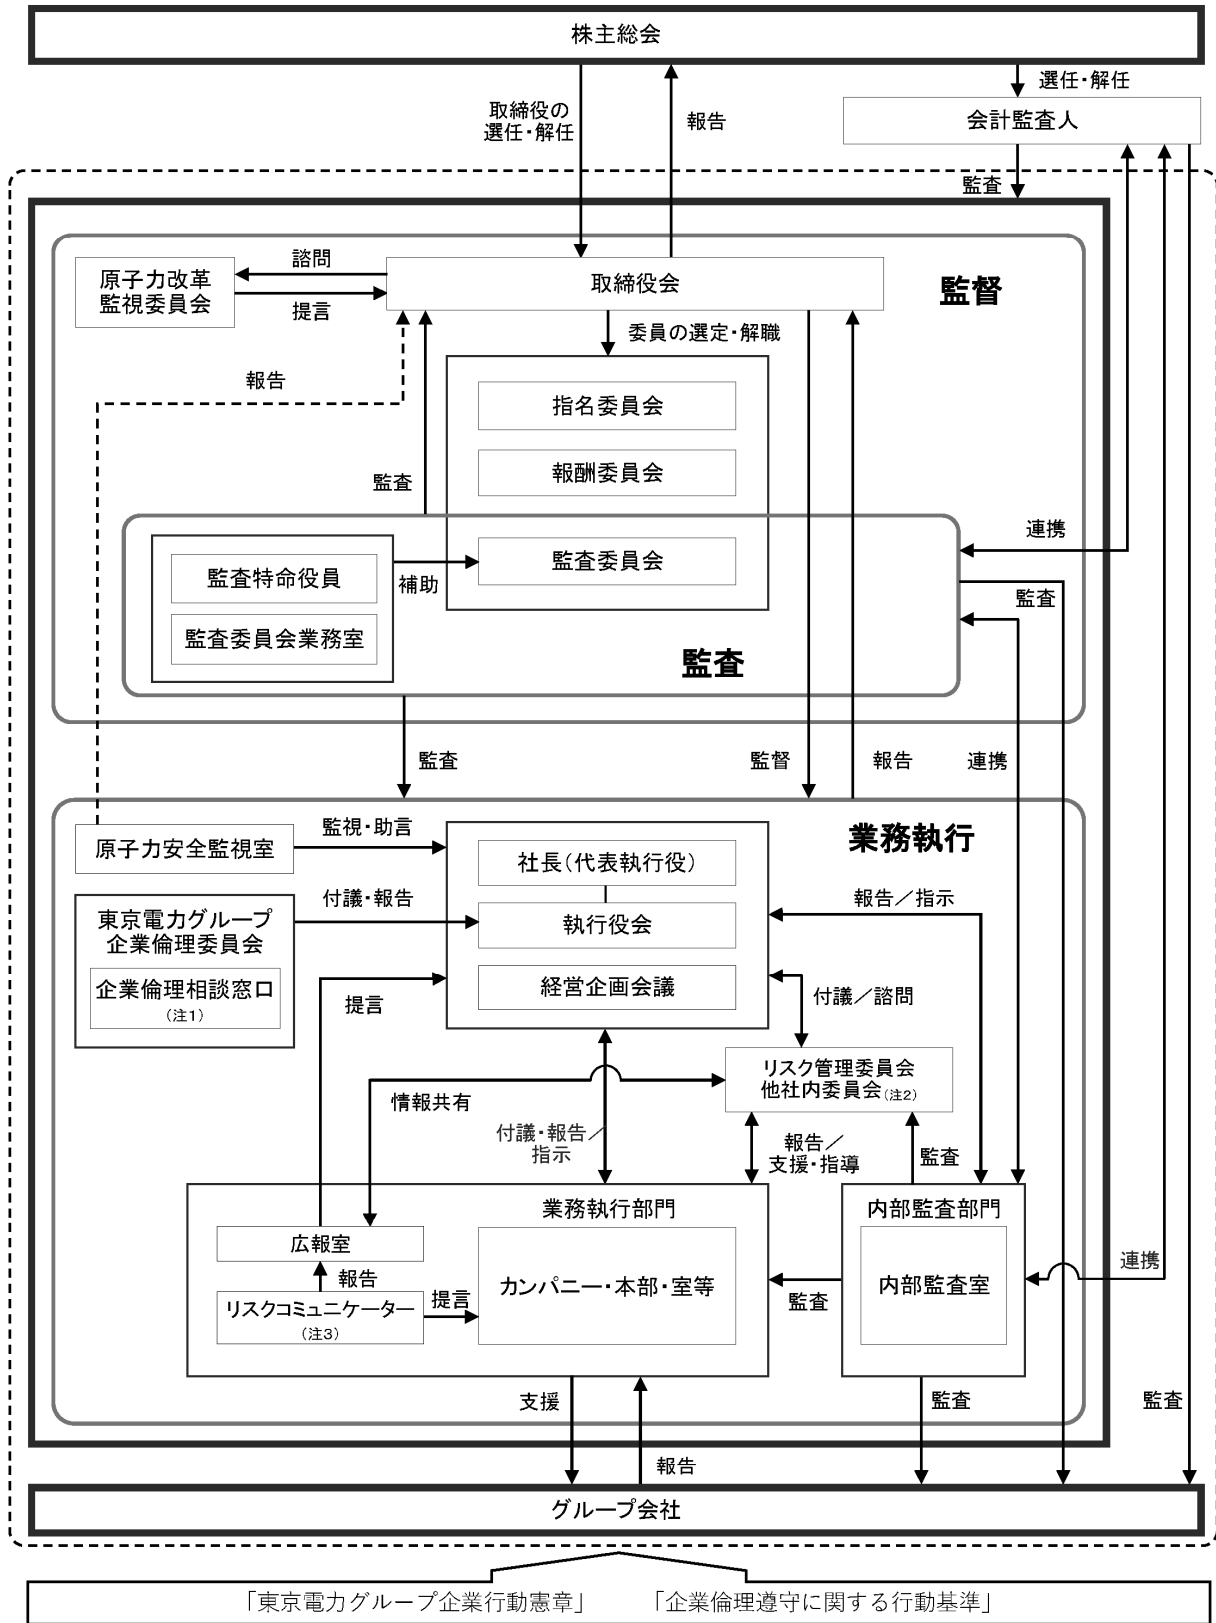 株主総会
取締役の
選任・解任
報告
選任・解任
会計監査人
監査
原子力改革
監視委員会
諮問
提言
取締役会
監督
委員の選定・解職
報告
指名委員会
報酬委員会
監査
連携
監査特命役員
監査委員会業務室
補助
監査委員会
監査
監査
監査
監督
報告
連携
原子力安全監視室
監視・助言
業務執行
社長(代表執行役)
東京電力グループ
企業倫理委員会
付議・報告
執行役会
報告/指示
企業倫理相談窓口
(注1)
提言
経営企画会議
付議/諮問
リスク管理委員会
他社内委員会(注2)
情報共有
付議・報告/
指示
報告/
支援・指導
監査
業務執行部門
内部監査部門
広報室
報告
カンパニー・本部・室等
内部監査室
連携
リスクコミュニケーター
(注3)
提言
監査
支援
報告
監査
監査
グループ会社
「東京電力グループ企業行動憲章」 「企業倫理遵守に関する行動基準」